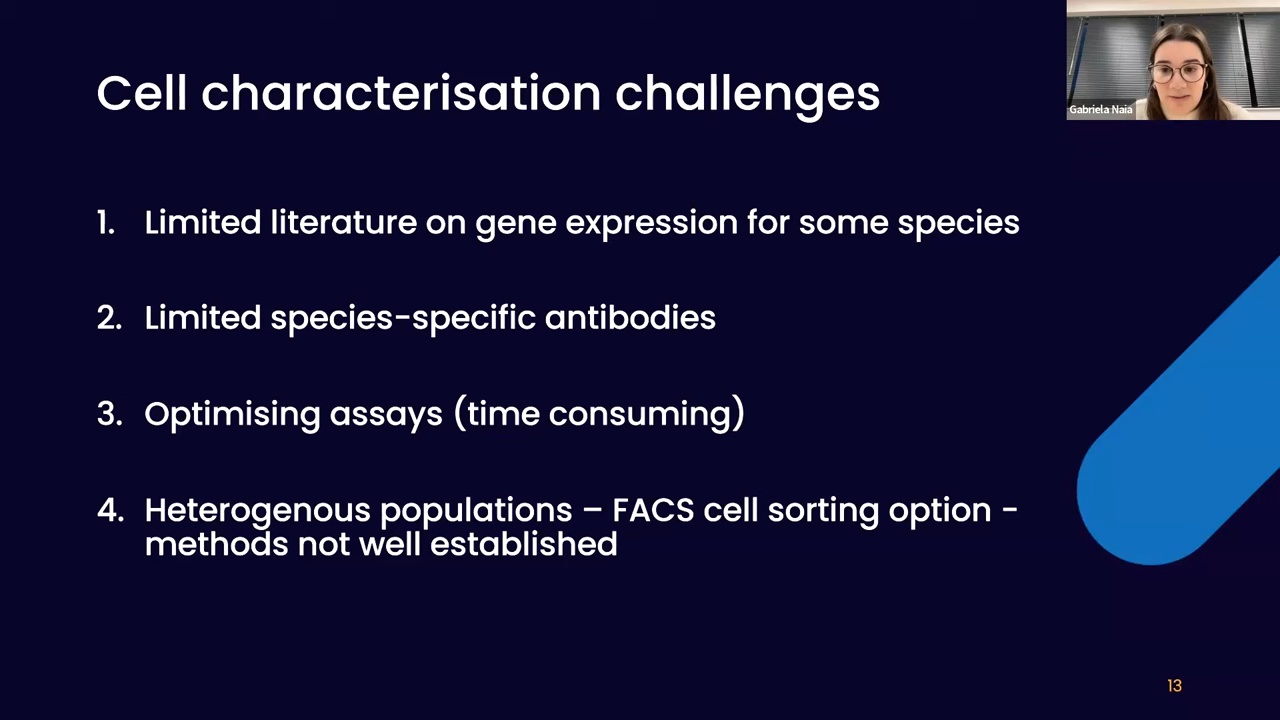 Cell characterisation challenges
Gabriela Naia
1. Limited literature on gene expression for some species
2. Limited species-specific antibodies
3. Optimising assays (time consuming)
4. Heterogenous populations – FACS cell sorting option -
methods not well established
13